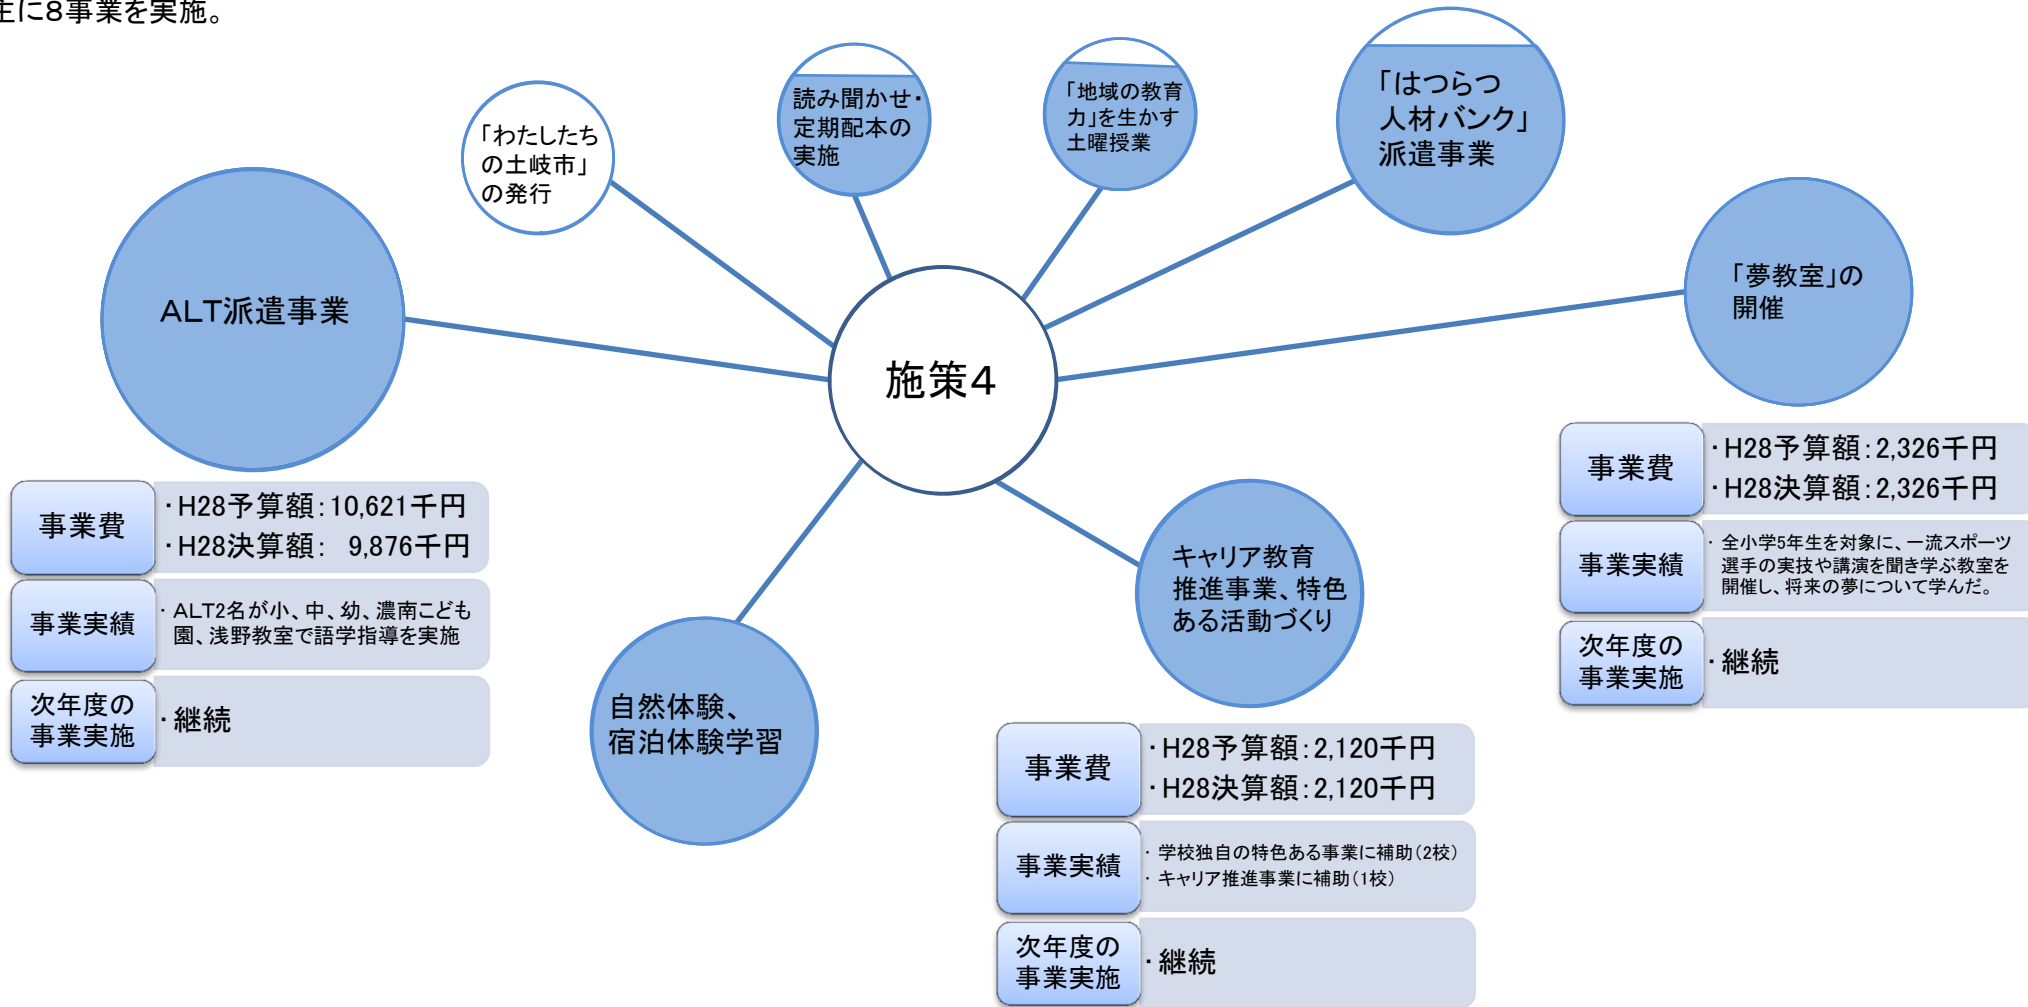 主に8事業を実施。
「わたしたち
の土岐市」
の発行
読み聞かせ・
定期配本の
実施
「地域の教育
力」を生かす
土曜授業
「はつらつ
人材バンク」
派遣事業
ALT派遣事業
「夢教室」の
開催
施策4
事業費
・H28予算額:10,621千円
・H28決算額: 9,876千円
事業実績
・ALT2名が小、中、幼、濃南こども
園、浅野教室で語学指導を実施
次年度の
事業実施
・継続
自然体験、
宿泊体験学習
キャリア教育
推進事業、特色
ある活動づくり
事業費
・H28予算額:2,120千円
・H28決算額:2,120千円
事業実績
・学校独自の特色ある事業に補助(2校)
・キャリア推進事業に補助(1校)
次年度の
事業実施
・継続
事業費
・H28予算額:2,326千円
・H28決算額:2,326千円
事業実績
・全小学5年生を対象に、一流スポーツ
選手の実技や講演を聞き学ぶ教室を
開催し、将来の夢について学んだ。
次年度の
事業実施
・継続